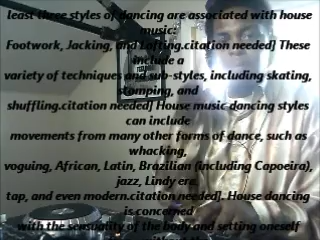 least three styles of dancing are associated with house
music:
Footwork, Jacking, and Lofting.citation needed] These
include a
variety of techniques and sub-styles, including skating,
stomping, and
shuffling.citation needed] House music dancing styles
can include
movements from many other forms of dance, such as
whacking,
voguing, African, Latin, Brazilian (including Capoeira),
jazz, Lindy ere,
tap, and even modern.citation needed]. House dancing
is concerned
with the sensuality of the body and setting oneself